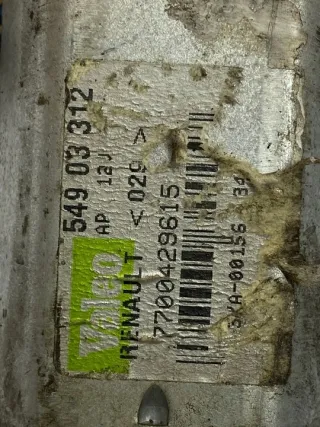 Valeo 549 03 312
AP 12J
RENAULT < 029 >
7700429615